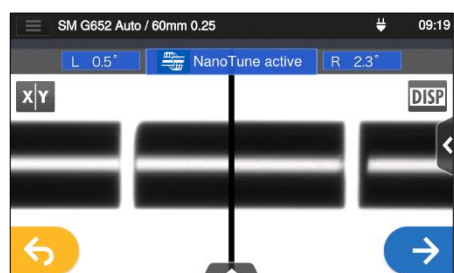 SM G652 Auto / 60mm 0.25
09:19
L 0.5°
NanoTune active
R 2.3°
X Y
DISP